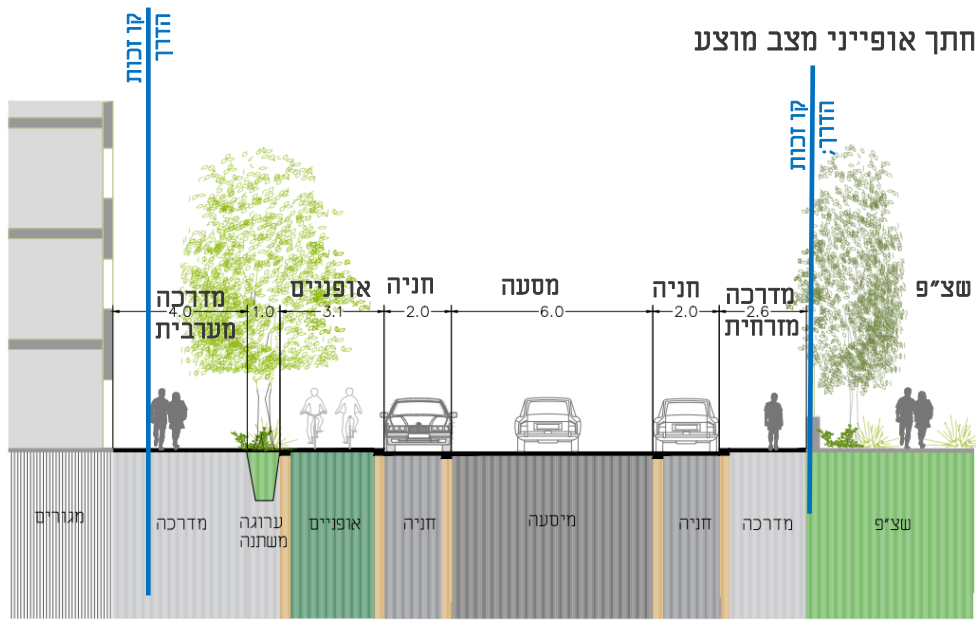 חתך אופייני מצב מוצע
קו זכות
הדרך
קו זכות
הדרך;
שצ"פ
מדרכה
מזרחית
2.6
חניה
2.0
מסעה
6.0
חניה
2.0
אופניים
3.1
1.0
מדרכה
4.0
מערבית
שצ"פ
מדרכה
חניה
מיסעה
חניה
אופניים
ערוגה
משתנה
מדרכה
מגורים